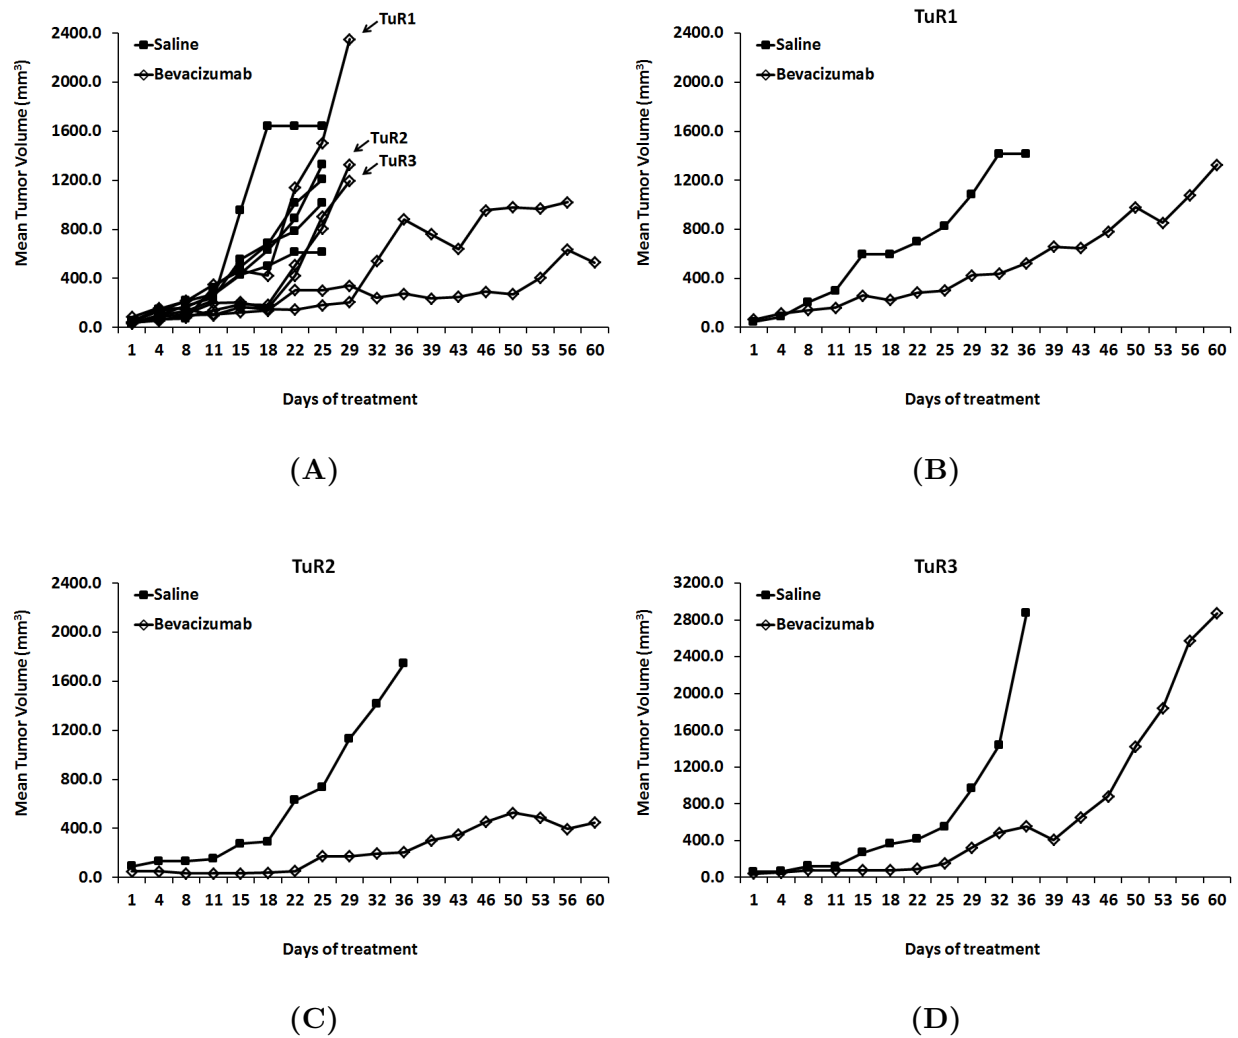 2400.0
2000.0
1600.0
1200.0
800.0
400.0
0.0
Mean Tumor Volume (mm³)
Saline
Bevacizumab
TuR1
TuR2
TuR3
1 4 8 11 15 18 22 25 29 32 36 39 43 46 50 53 56 60
Days of treatment
(A)
TuR1
2400.0
2000.0
1600.0
1200.0
800.0
400.0
0.0
Mean Tumor Volume (mm³)
Saline
Bevacizumab
1 4 8 11 15 18 22 25 29 32 36 39 43 46 50 53 56 60
Days of treatment
(B)
TuR2
2400.0
2000.0
1600.0
1200.0
800.0
400.0
0.0
Mean Tumor Volume (mm³)
Saline
Bevacizumab
1 4 8 11 15 18 22 25 29 32 36 39 43 46 50 53 56 60
Days of treatment
(C)
TuR3
3200.0
2800.0
2400.0
2000.0
1600.0
1200.0
800.0
400.0
0.0
Mean Tumor Volume (mm³)
Saline
Bevacizumab
1 4 8 11 15 18 22 25 29 32 36 39 43 46 50 53 56 60
Days of treatment
(D)